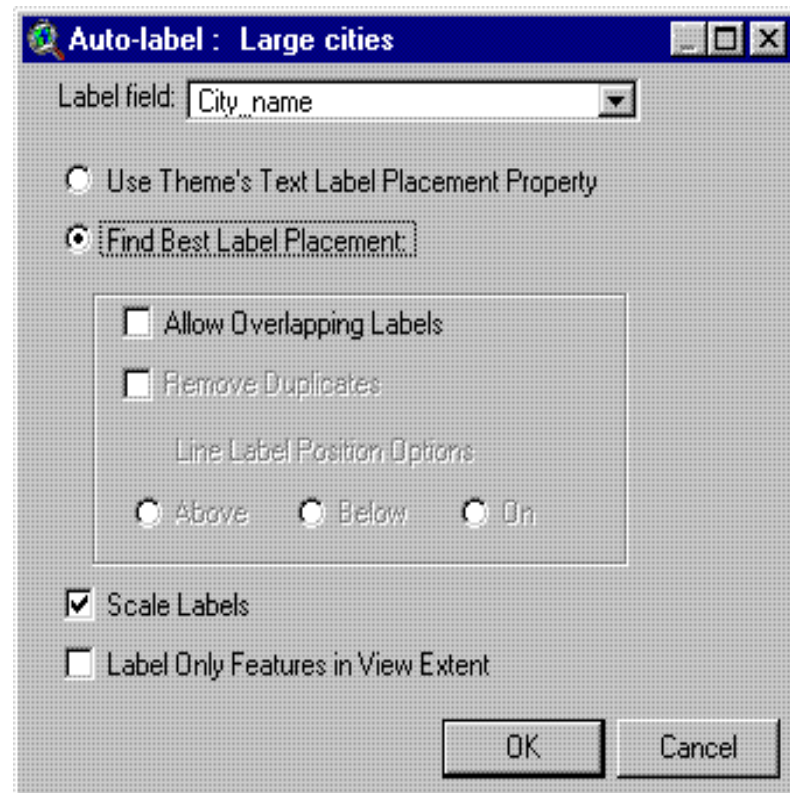 Auto-label : Large cities
Label field: City_name
Use Theme's Text Label Placement Property
Find Best Label Placement:
Allow Overlapping Labels
Remove Duplicates
Line Label Position Options
Above Below On
Scale Labels
Label Only Features in View Extent
OK Cancel